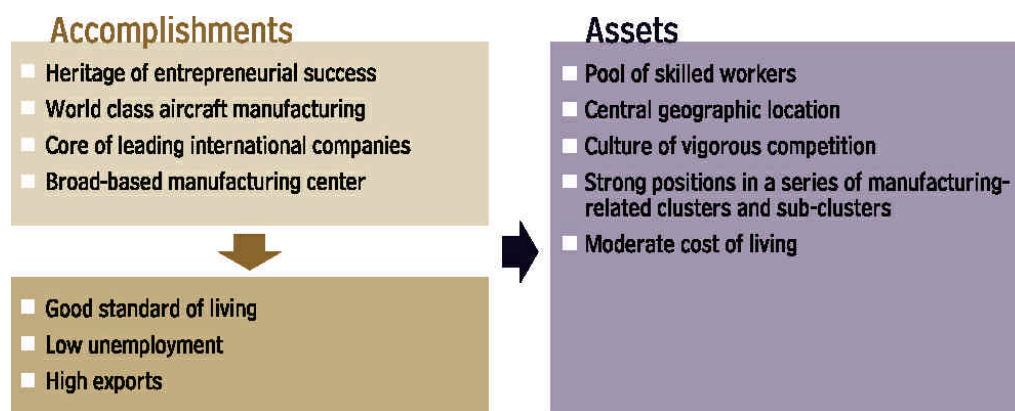 Accomplishments
Heritage of entrepreneurial success
World class aircraft manufacturing
Core of leading international companies
Broad-based manufacturing center
Good standard of living
Low unemployment
High exports
Assets
Pool of skilled workers
Central geographic location
Culture of vigorous competition
Strong positions in a series of manufacturing-
related clusters and sub-clusters
Moderate cost of living